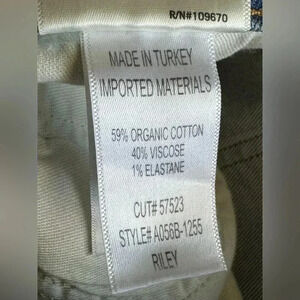 R/N#109670
MADE IN TURKEY
IMPORTED MATERIALS
59% ORGANIC COTTON
40% VISCOSE
1% ELASTANE
CUT# 57523
STYLE# A056B-1255
RILEY